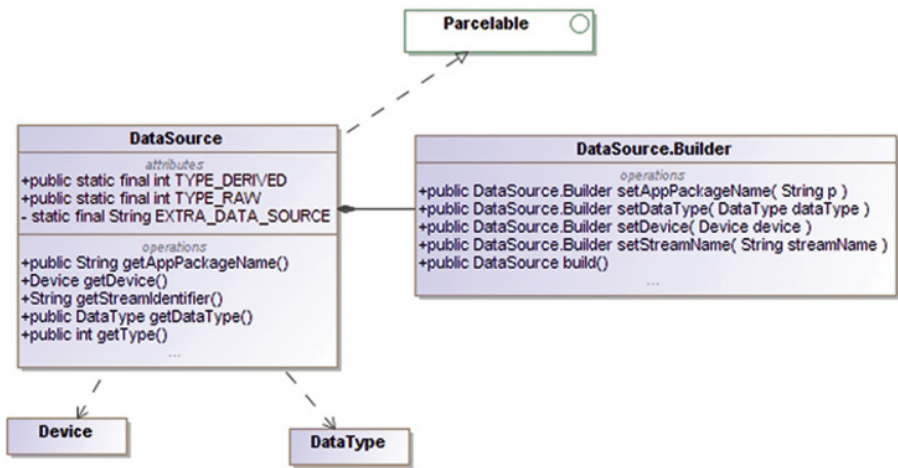 Parcelable
DataSource
attributes
+public static final int TYPE_DERIVED
+public static final int TYPE_RAW
- static final String EXTRA_DATA_SOURCE
operations
+public String getAppPackageName()
+Device getDevice()
+String getStreamIdentifier()
+public DataType getDataType()
+public int getType()
...
DataSource.Builder
operations
+public DataSource.Builder setAppPackageName( String p )
+public DataSource.Builder setDataType( DataType dataType )
+public DataSource.Builder setDevice( Device device )
+public DataSource.Builder setStreamName( String streamName )
+public DataSource build()
...
Device
DataType